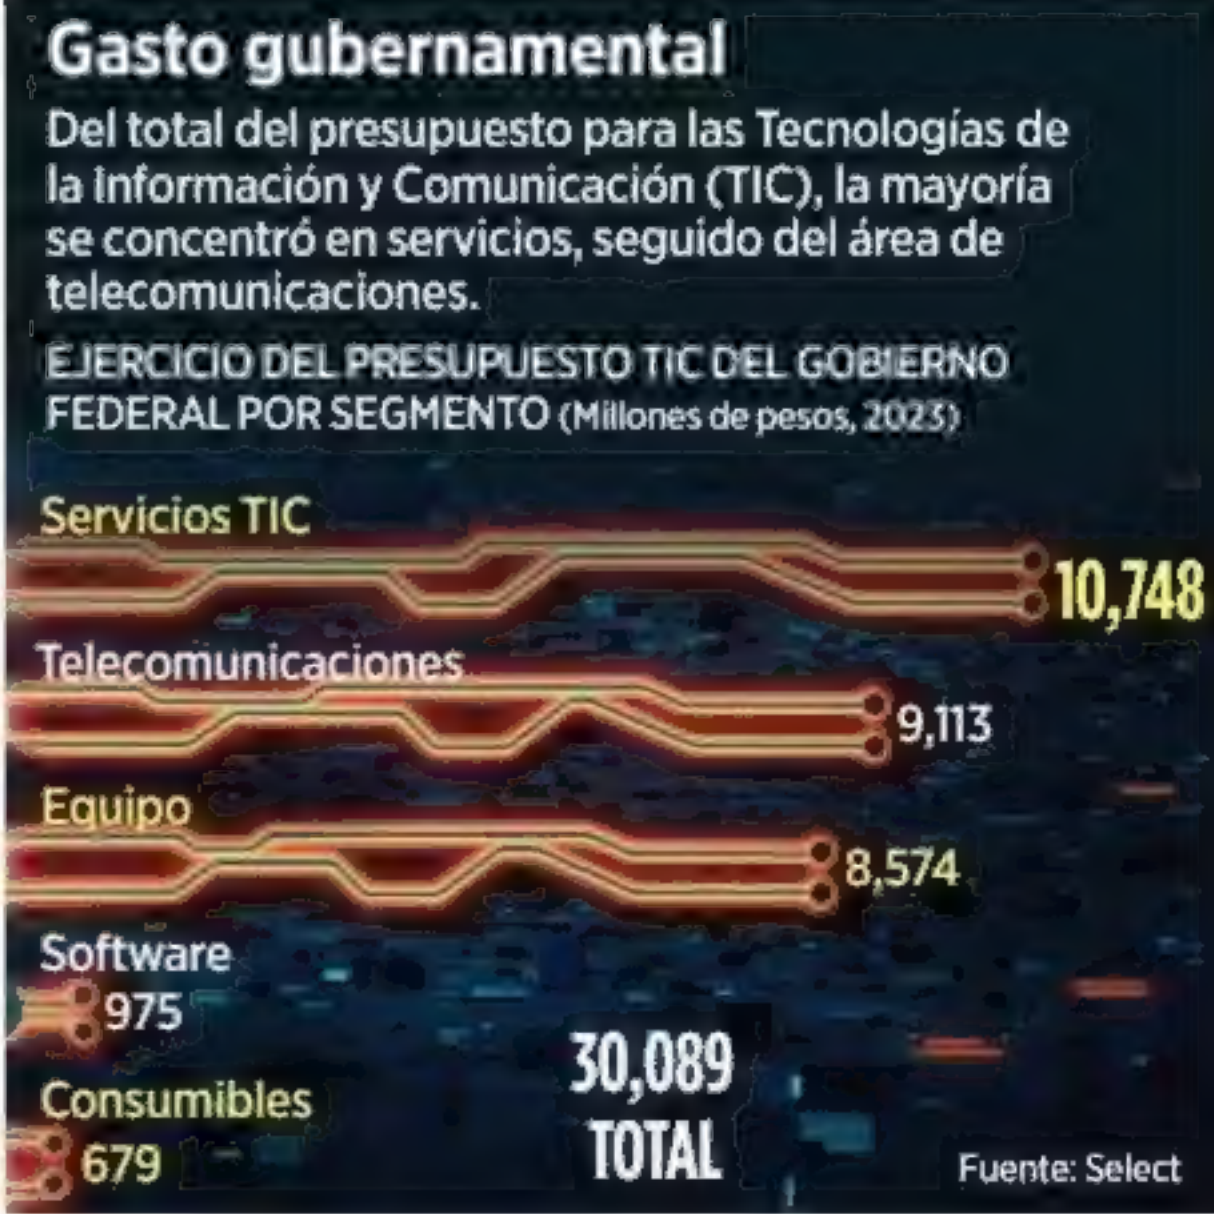 Gasto gubernamental
Del total del presupuesto para las Tecnologías de
la Información y Comunicación (TIC), la mayoría
se concentró en servicios, seguido del área de
telecomunicaciones.
EJERCICIO DEL PRESUPUESTO TIC DEL GOBIERNO
FEDERAL POR SEGMENTO (Millones de pesos, 2023)
Servicios TIC
10,748
Telecomunicaciones
9,113
Equipo
8,574
Software
975
Consumibles
679
30,089
TOTAL
Fuente: Select